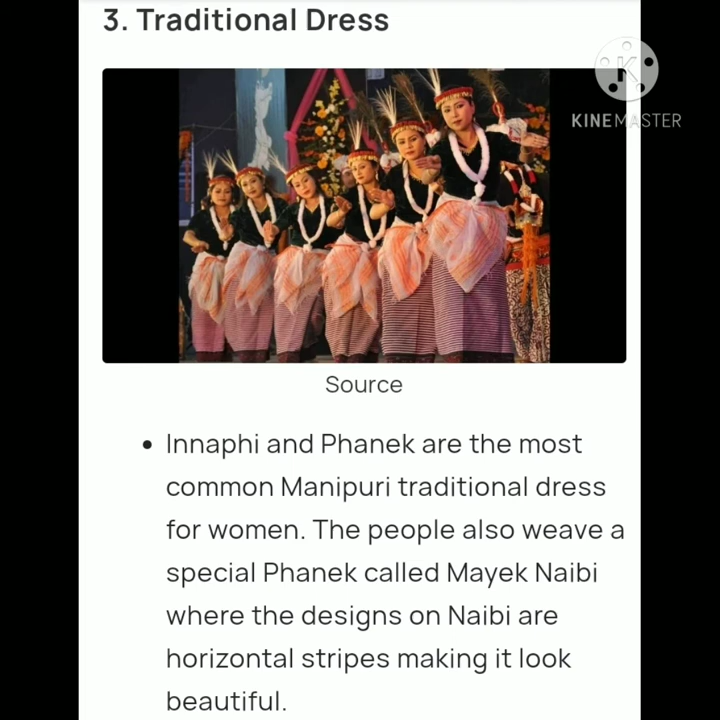 3. Traditional Dress
KINEMASTER
Source
• Innaphi and Phanek are the most
common Manipuri traditional dress
for women. The people also weave a
special Phanek called Mayek Naibi
where the designs on Naibi are
horizontal stripes making it look
beautiful.